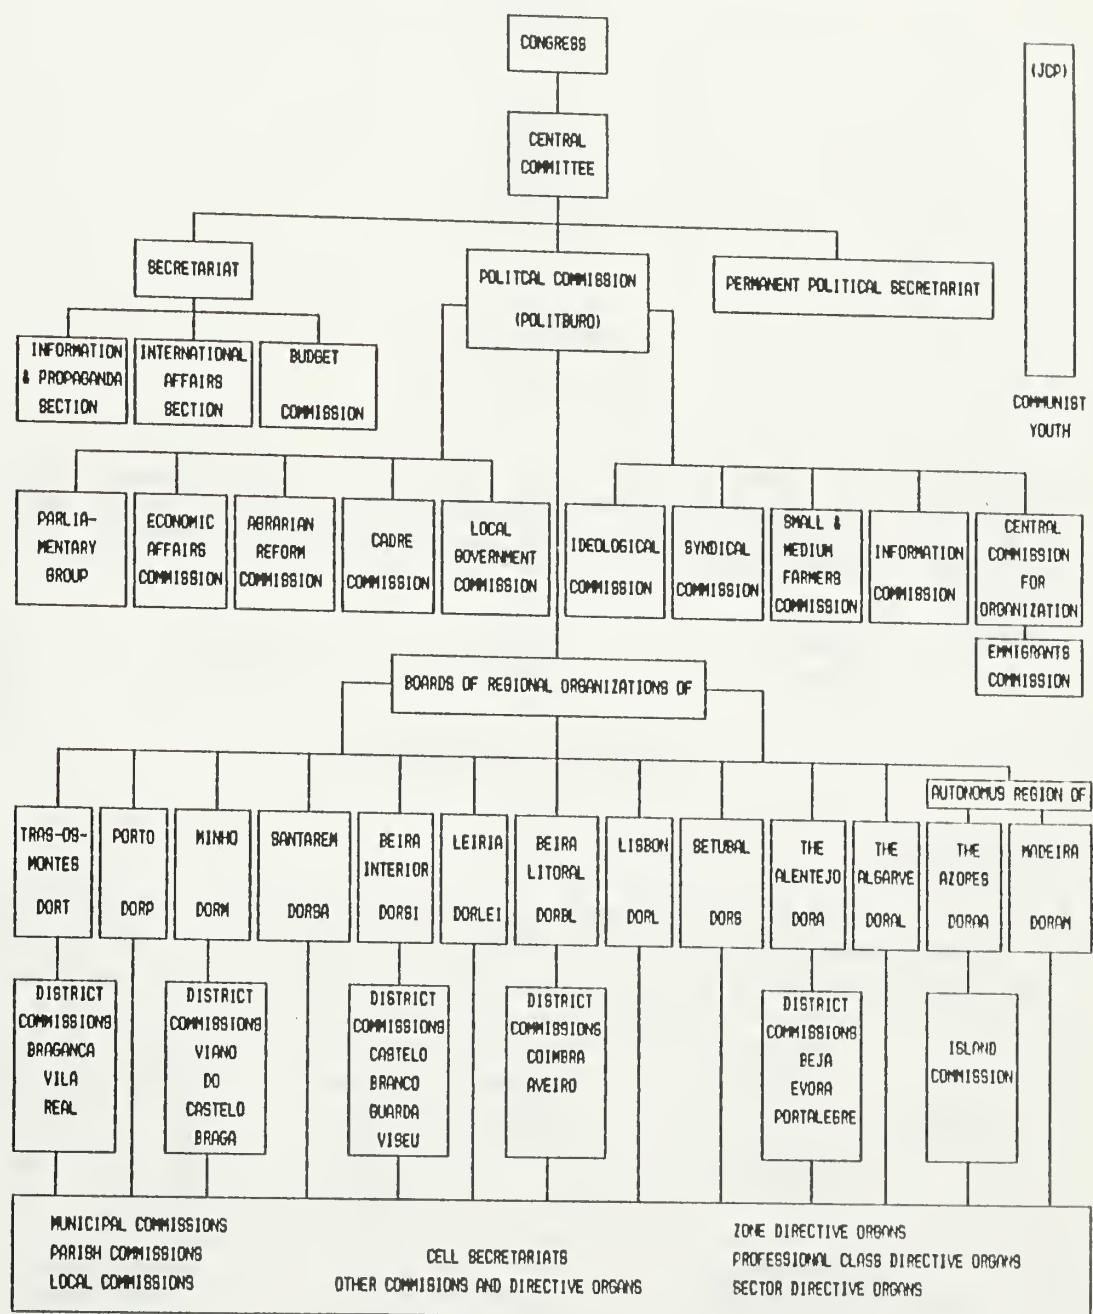 CONGRESS
(JCP)
CENTRAL
COMMITTEE
SECRETARIAT
POLITCAL COMMISSION
(POLITBURO)
PERMANENT POLITICAL SECRETARIAT
INFORMATION
& PROPAGANDA
SECTION
INTERNATIONAL
AFFAIRS
SECTION
BUDGET
COMMISSION
COMMUNIST
YOUTH
PARLIA-
MENTARY
GROUP
ECONOMIC
AFFAIRS
COMMISSION
AGRARIAN
REFORM
COMMISSION
CADRE
COMMISSION
LOCAL
GOVERNMENT
COMMISSION
IDEOLOGICAL
COMMISSION
SYNDICAL
COMMISSION
SMALL &
MEDIUM
FARMERS
COMMISSION
INFORMATION
COMMISSION
CENTRAL
COMMISSION
FOR
ORGANIZATION
EMMIGRANTS
COMMISSION
BOARDS OF REGIONAL ORGANIZATIONS OF
AUTONOMUS REGION OF
TRAS-OS-
MONTES
DORT
PORTO
DORP
MINHO
DORM
SANTAREM
DORSA
BEIRA
INTERIOR
DORBI
LEIRIA
DORLEI
BEIRA
LITORAL
DORBL
LISBON
DORL
SETUBAL
DORS
THE
ALENTEJO
DORA
THE
ALGARVE
DORAL
THE
AZOPES
DORAA
MADEIRA
DORAM
DISTRICT
COMMISSIONS
BRAGANCA
VILA
REAL
DISTRICT
COMMISSIONS
VIANO
DO
CASTELO
BRAGA
DISTRICT
COMMISSIONS
CASTELO
BRANCO
GUARDA
VISEU
DISTRICT
COMMISSIONS
COIMBRA
AVEIRO
DISTRICT
COMMISSIONS
BEJA
EVORA
PORTALEGRE
ISLAND
COMMISSION
MUNICIPAL COMMISSIONS
PARISH COMMISSIONS
LOCAL COMMISSIONS
CELL SECRETARIATS
OTHER COMMISIONS AND DIRECTIVE ORGANS
ZONE DIRECTIVE ORGANS
PROFESSIONAL CLASS DIRECTIVE ORGANS
SECTOR DIRECTIVE ORGANS